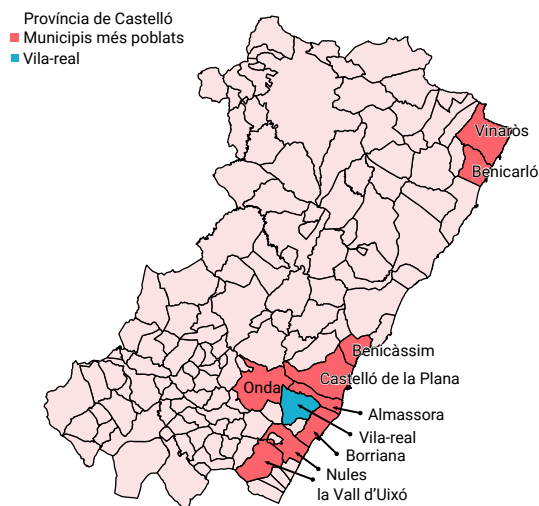 Província de Castelló
Municipis més poblats
Vila-real
Vinaròs
Benicarló
Benicàssim
Castelló de la Plana
Onda
Almassora
Vila-real
Borriana
Nules
la Vall d'Uixó